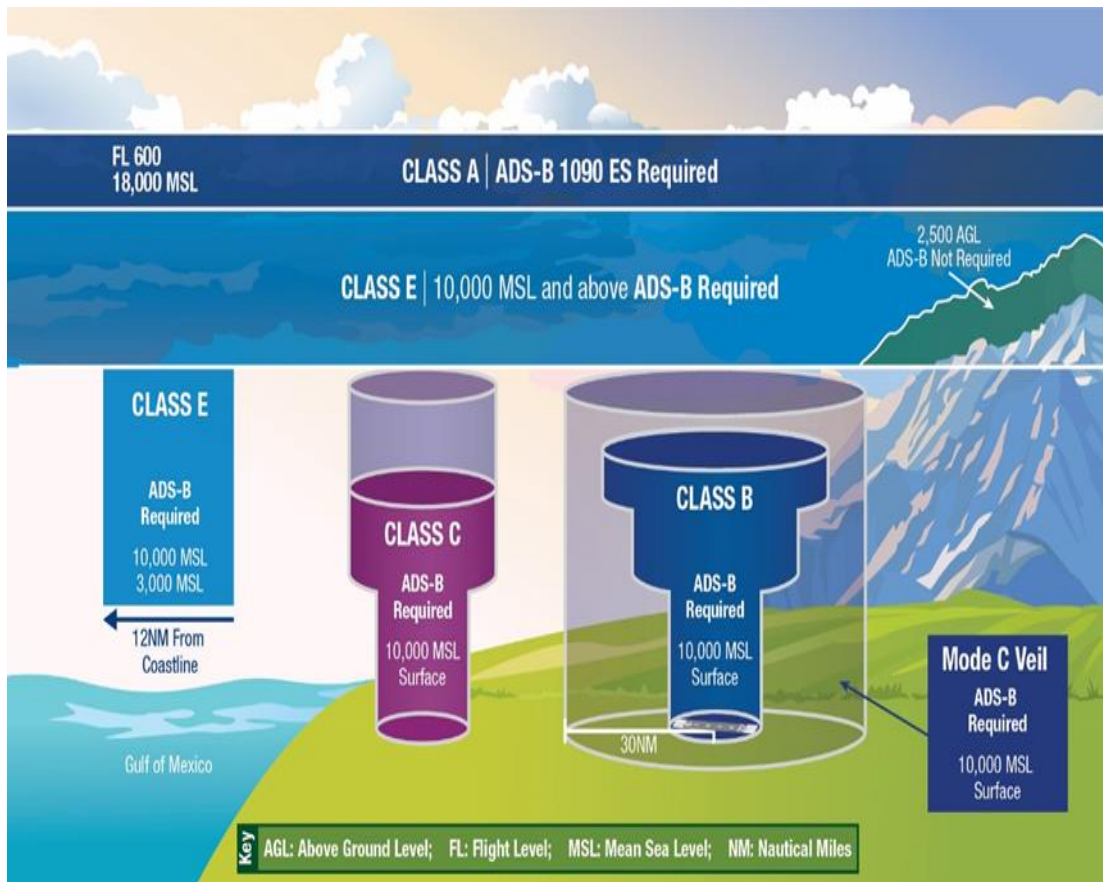 FL 600
18,000 MSL
CLASS A | ADS-B 1090 ES Required
2,500 AGL
ADS-B Not Required
CLASS E | 10,000 MSL and above ADS-B Required
CLASS E
ADS-B
Required
10,000 MSL
3,000 MSL
12NM From
Coastline
Gulf of Mexico
CLASS C
ADS-B
Required
10,000 MSL
Surface
CLASS B
ADS-B
Required
10,000 MSL
Surface
30NM
Mode C Veil
ADS-B
Required
10,000 MSL
Surface
Key
AGL: Above Ground Level; FL: Flight Level; MSL: Mean Sea Level; NM: Nautical Miles